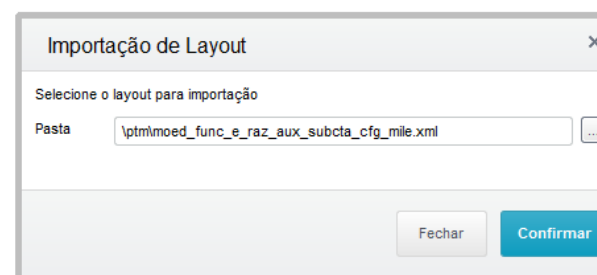 Importação de Layout
Selecione o layout para importação
Pasta \ptm\moed_func_e_raz_aux_subcta_cfg_mile.xml ...
Fechar Confirmar